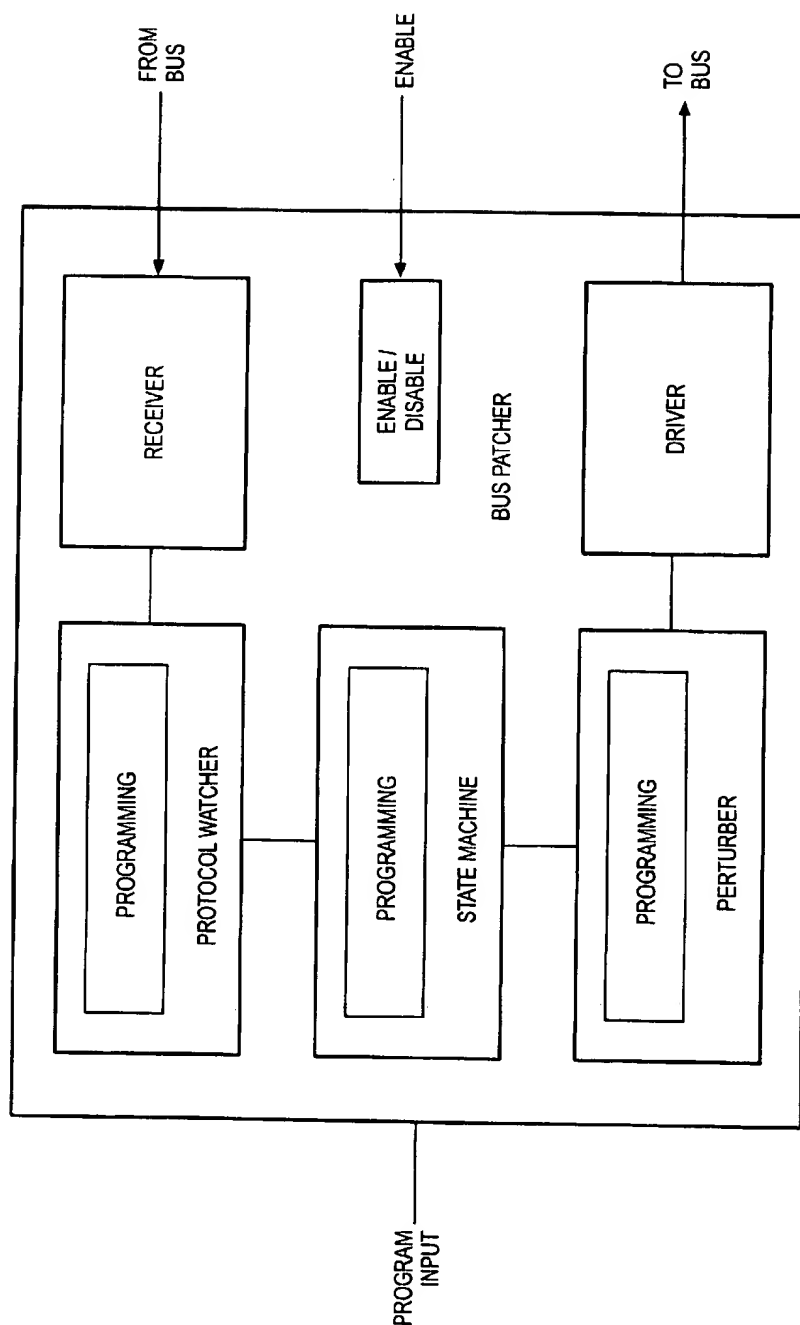 FROM
BUS
ENABLE
TO
BUS
RECEIVER
ENABLE /
DISABLE
BUS PATCHER
DRIVER
PROGRAMMING
PROTOCOL WATCHER
PROGRAMMING
STATE MACHINE
PROGRAMMING
PERTURBER
PROGRAM
INPUT